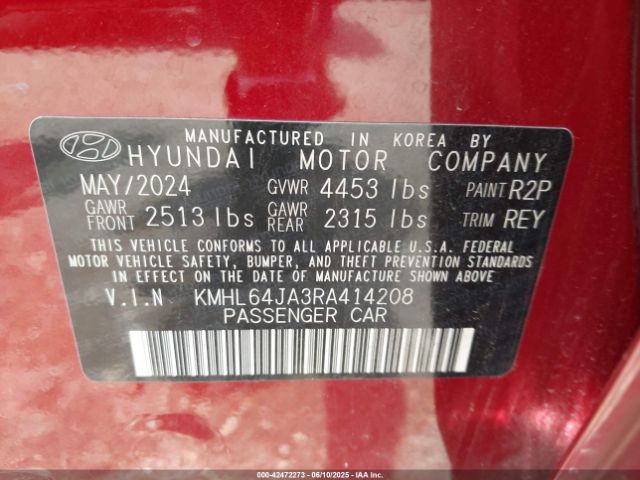 MANUFACTURED IN KOREA BY
HYUNDAI MOTOR COMPANY
MAY/2024 GVWR 4453 lbs PAINT R2P
GAWR FRONT 2513 lbs GAWR REAR 2315 lbs TRIM REY
THIS VEHICLE CONFORMS TO ALL APPLICABLE U.S.A. FEDERAL
MOTOR VEHICLE SAFETY, BUMPER, AND THEFT PREVENTION STANDARDS
IN EFFECT ON THE DATE OF MANUFACTURE SHOWN ABOVE
V.I.N KMHL64JA3RA414208
PASSENGER CAR
000-42472273 - 06/10/2025 - IAAI.COM